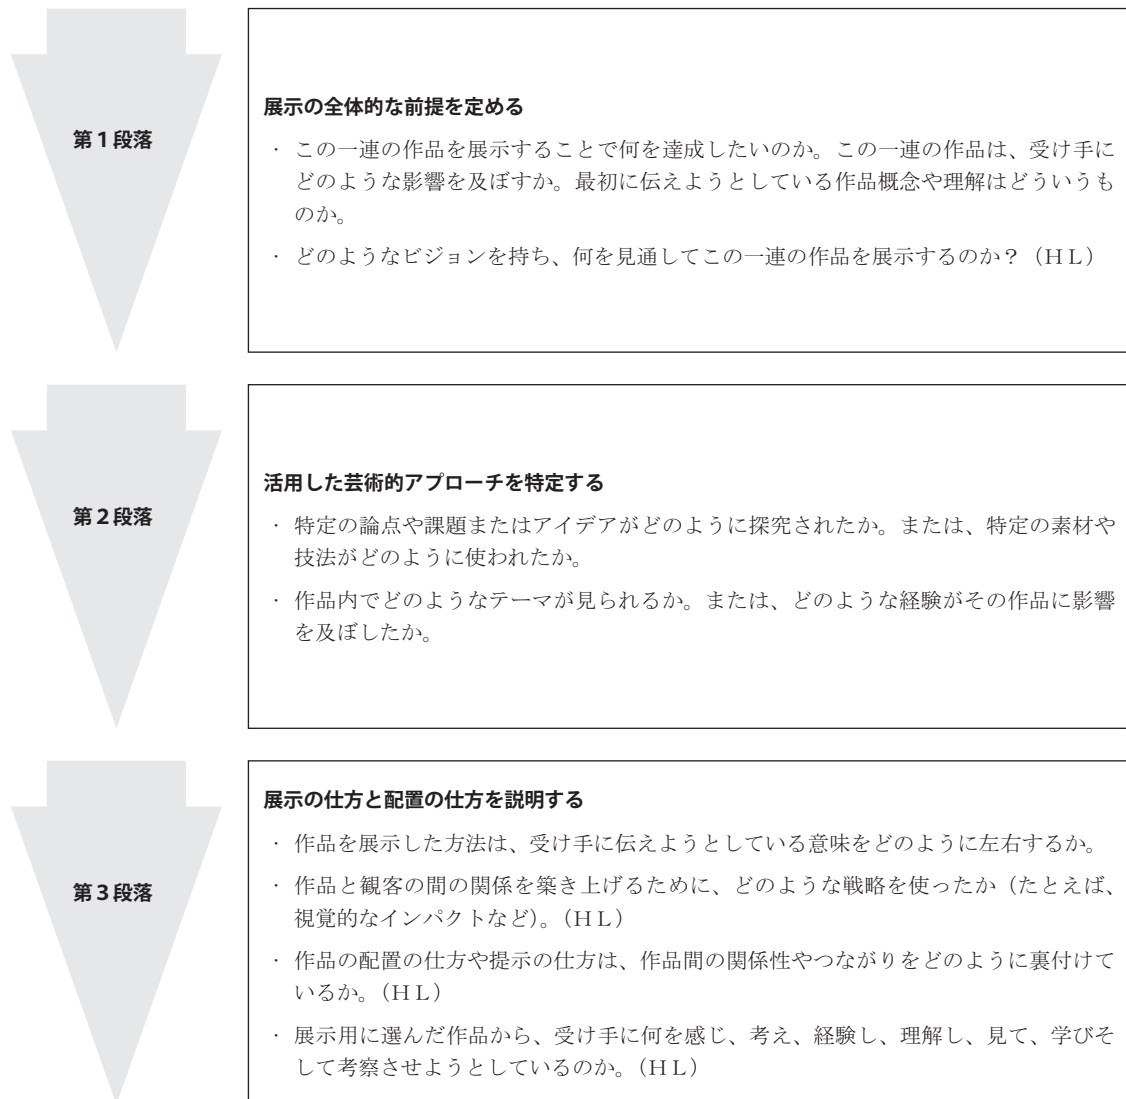 第１段落
展示の全体的な前提を定める
· この一連の作品を展示することで何を達成したいのか。この一連の作品は、受け手に
どのような影響を及ぼすか。最初に伝えようとしている作品概念や理解はどういうも
のか。
· どのようなビジョンを持ち、何を見通してこの一連の作品を展示するのか？（ＨＬ）
第２段落
活用した芸術的アプローチを特定する
· 特定の論点や課題またはアイデアがどのように探究されたか。または、特定の素材や
技法がどのように使われたか。
· 作品内でどのようなテーマが見られるか。または、どのような経験がその作品に影響
を及ぼしたか。
第３段落
展示の仕方と配置の仕方を説明する
· 作品を展示した方法は、受け手に伝えようとしている意味をどのように左右するか。
· 作品と観客の間の関係を築き上げるために、どのような戦略を使ったか（たとえば、
視覚的なインパクトなど）。（ＨＬ）
· 作品の配置の仕方や提示の仕方は、作品間の関係性やつながりをどのように裏付けて
いるか。（ＨＬ）
· 展示用に選んだ作品から、受け手に何を感じ、考え、経験し、理解し、見て、学びそ
して考察させようとしているのか。（ＨＬ）